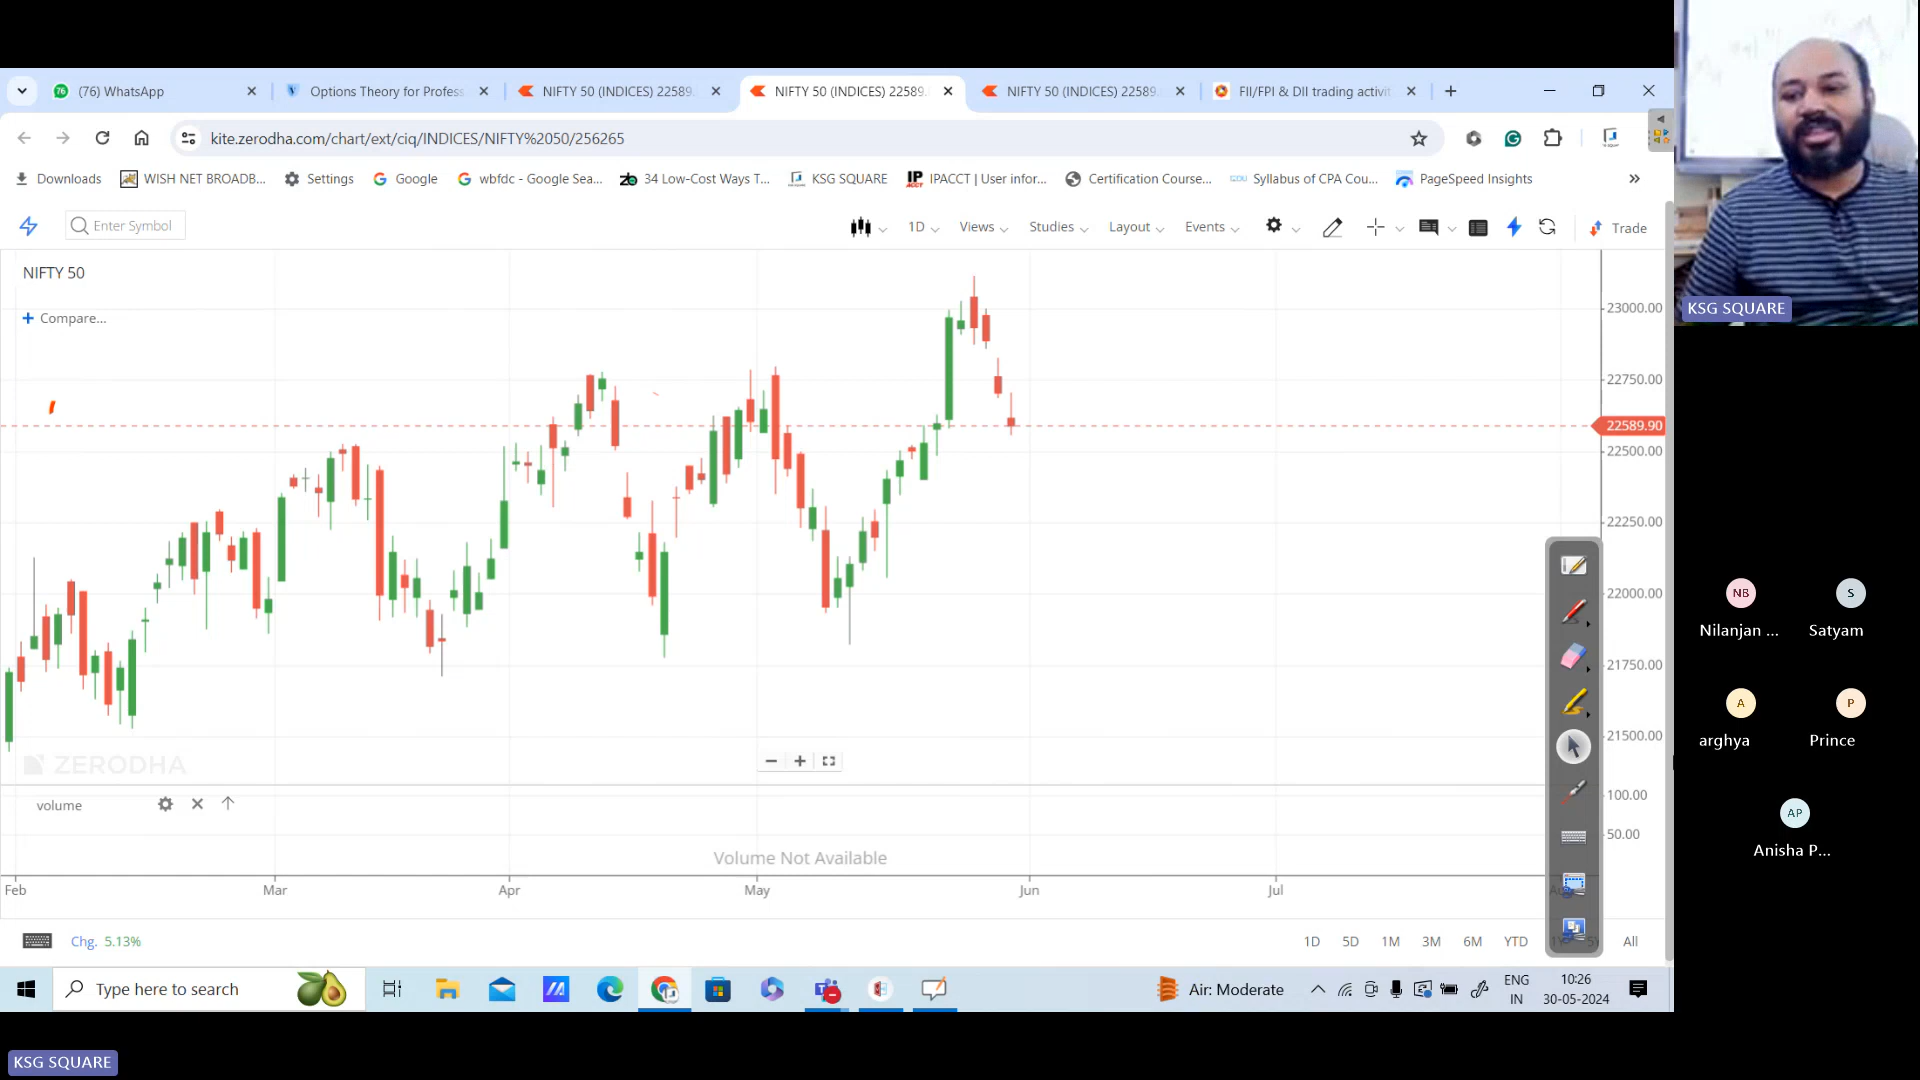 (76) WhatsApp
Options Theory for Profess
NIFTY 50 (INDICES) 22589.
NIFTY 50 (INDICES) 22589.
NIFTY 50 (INDICES) 22589.
FII/FPI & DII trading activit
kite.zerodha.com/chart/ext/ciq/INDICES/NIFTY%2050/256265
Downloads
WISH NET BROADB...
Settings
Google
wbfdc - Google Sea...
34 Low-Cost Ways T...
KSG SQUARE
IPACCT | User infor...
Certification Course...
Syllabus of CPA Cou...
PageSpeed Insights
Enter Symbol
1D
Views
Studies
Layout
Events
Trade
NIFTY 50
Compare...
23000.00
22750.00
22589.90
22500.00
22250.00
22000.00
21750.00
21500.00
ZERODHA
volume
100.00
50.00
Volume Not Available
Feb
Mar
Apr
May
Jun
Jul
Chg. 5.13%
1D
5D
1M
3M
6M
YTD
All
Type here to search
Air: Moderate
ENG
IN
10:26
30-05-2024
KSG SQUARE
NB
Nilanjan ...
S
Satyam
A
arghya
P
Prince
AP
Anisha P...
KSG SQUARE